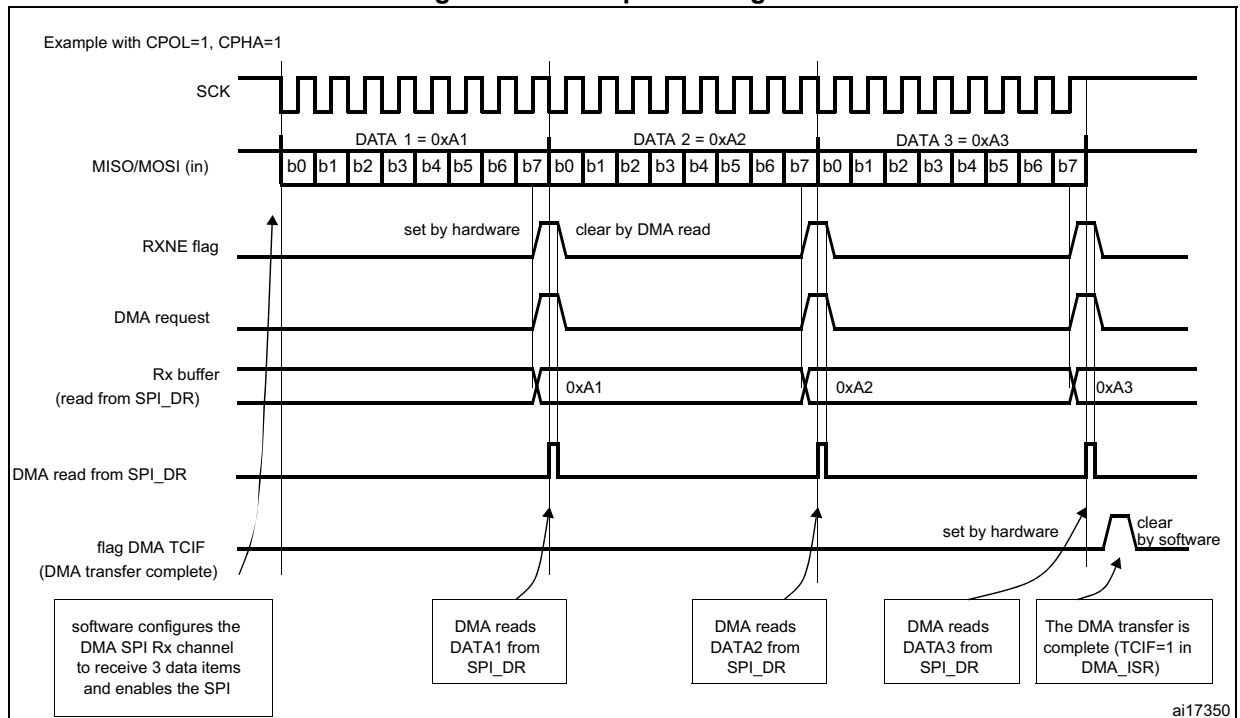 Example with CPOL=1, CPHA=1
SCK
DATA 1 = 0xA1
DATA 2 = 0xA2
DATA 3 = 0xA3
MISO/MOSI (in)
b0 b1 b2 b3 b4 b5 b6 b7 b0 b1 b2 b3 b4 b5 b6 b7 b0 b1 b2 b3 b4 b5 b6 b7
set by hardware
clear by DMA read
RXNE flag
DMA request
Rx buffer
(read from SPI_DR)
0xA1
0xA2
0xA3
DMA read from SPI_DR
set by hardware
clear
by software
flag DMA TCIF
(DMA transfer complete)
software configures the
DMA SPI Rx channel
to receive 3 data items
and enables the SPI
DMA reads
DATA1 from
SPI_DR
DMA reads
DATA2 from
SPI_DR
DMA reads
DATA3 from
SPI_DR
The DMA transfer is
complete (TCIF=1 in
DMA_ISR)
ai17350